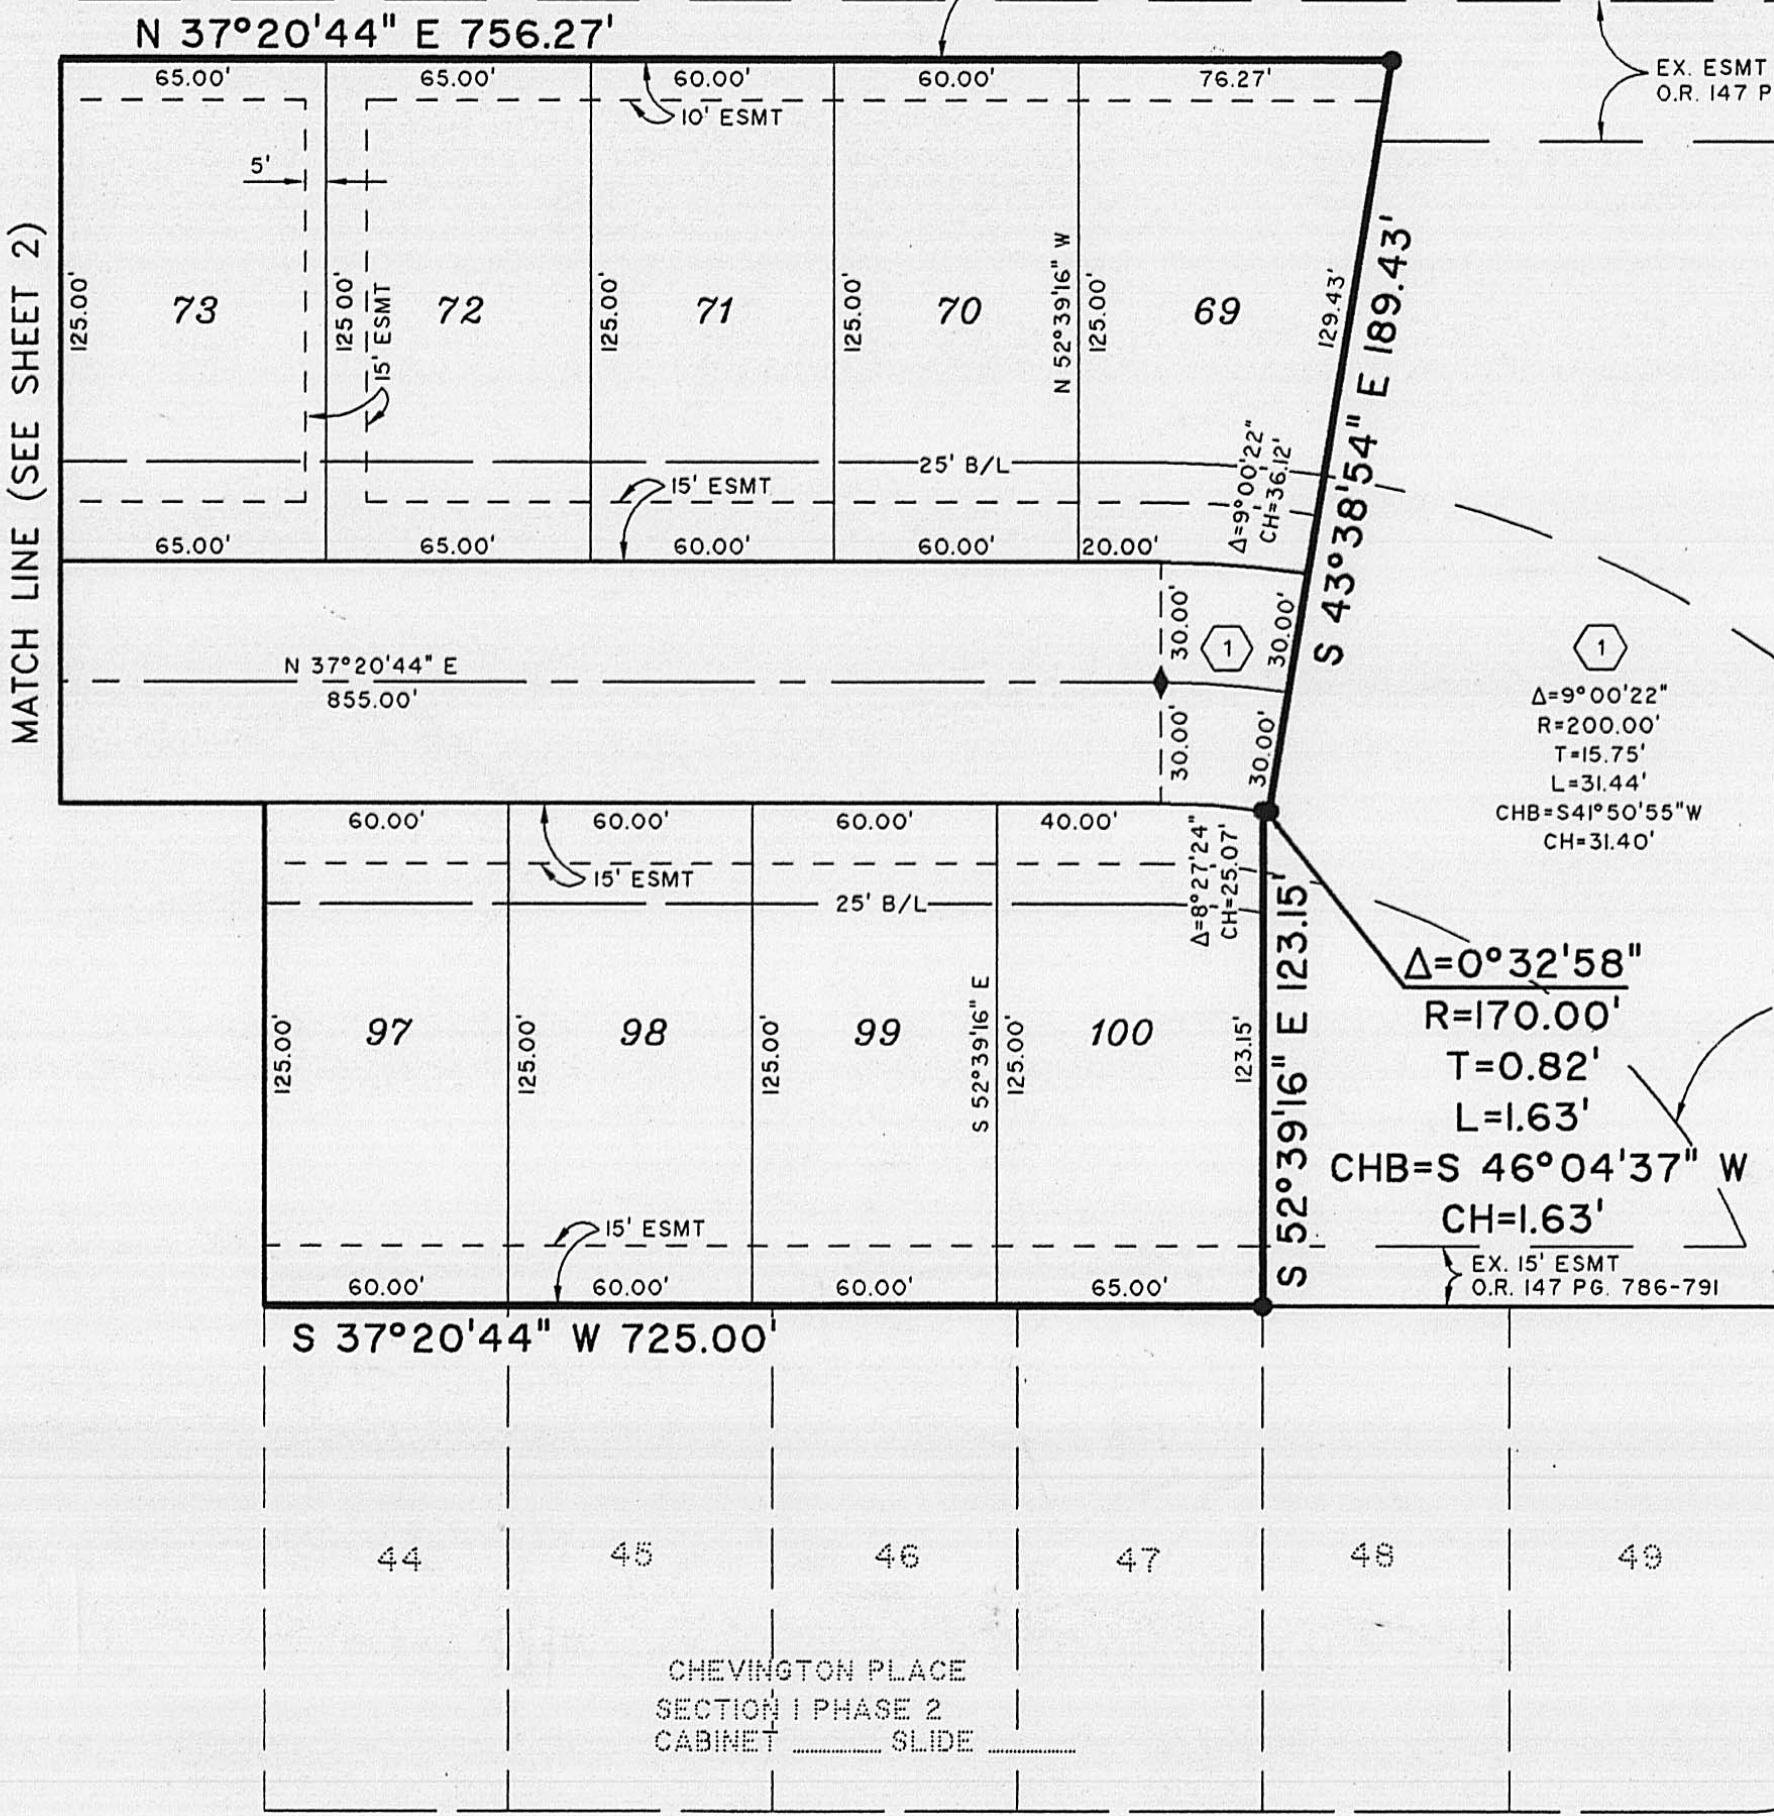 N 37°20'44" E 756.27'
65.00'
65.00'
60.00'
60.00'
76.27'
EX. ESMT
O.R. 147 P
10' ESMT
5'
MATCH LINE (SEE SHEET 2)
125.00'
73
125.00'
15' ESMT
72
125.00'
71
125.00'
70
N 52°39'16" W
125.00'
69
129.43'
S 43°38'54" E 189.43'
25' B/L
Δ=9°00'22"
CH=36.12'
15' ESMT
65.00'
65.00'
60.00'
60.00'
20.00'
30.00'
1
30.00'
1
N 37°20'44" E
855.00'
30.00'
30.00'
Δ=9°00'22"
R=200.00'
T=15.75'
L=31.44'
CHB=S41°50'55"W
CH=31.40'
60.00'
60.00'
60.00'
40.00'
Δ=8°27'24"
CH=25.07'
15' ESMT
25' B/L
125.00'
97
125.00'
98
125.00'
99
S 52°39'16" E
125.00'
100
123.15'
S 52°39'16" E 123.15'
Δ=0°32'58"
R=170.00'
T=0.82'
L=1.63'
CHB=S 46°04'37" W
CH=1.63'
15' ESMT
EX. 15' ESMT
O.R. 147 PG. 786-791
60.00'
60.00'
60.00'
65.00'
S 37°20'44" W 725.00'
44
45
46
47
48
49
CHEVINGTON PLACE
SECTION 1 PHASE 2
CABINET ______ SLIDE ______